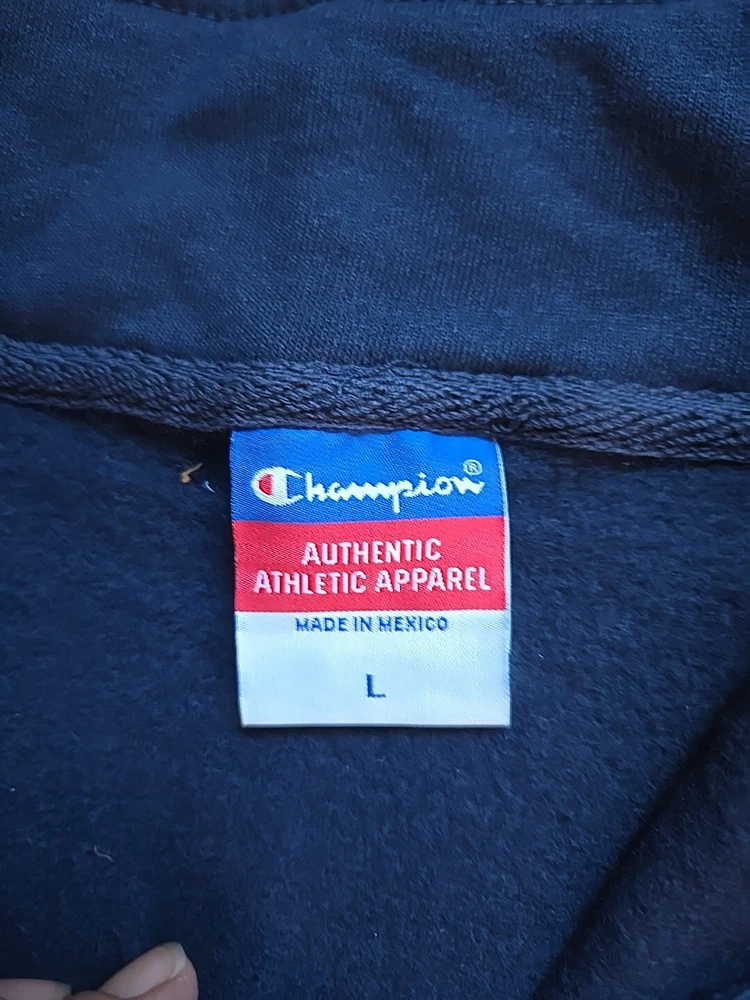 Champion®
AUTHENTIC
ATHLETIC APPAREL
MADE IN MEXICO
L